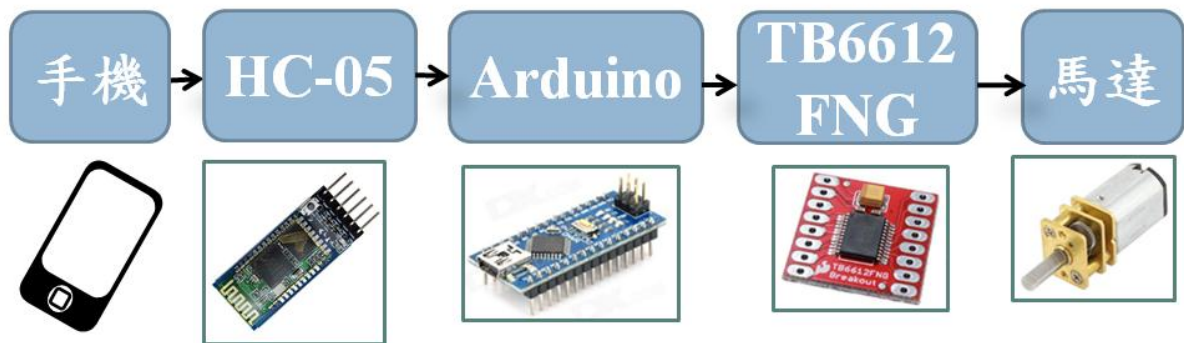 手機
HC-05
Arduino
TB6612
FNG
馬達
TB6612FNG
Breakout